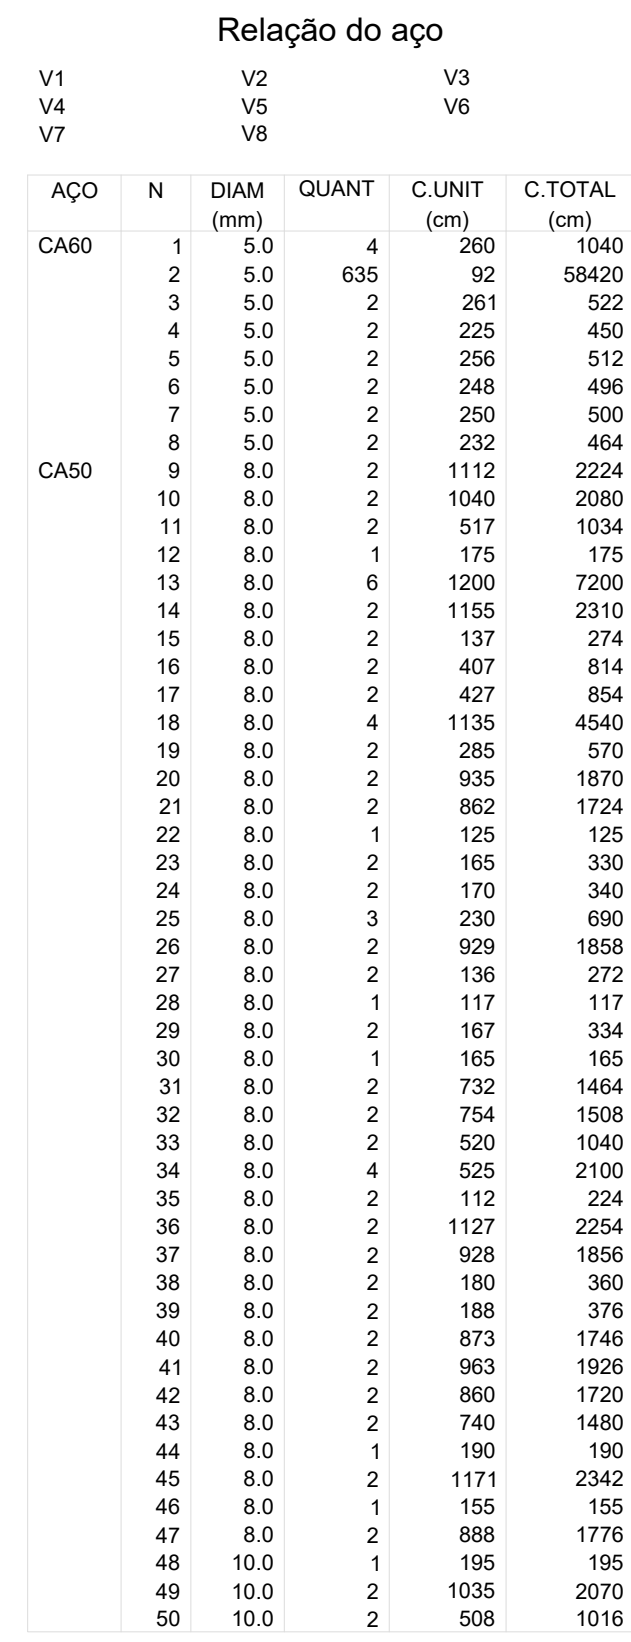 Relação do aço
V1 V2 V3
V4 V5 V6
V7 V8
AÇO N DIAM QUANT C.UNIT C.TOTAL
(mm) (cm) (cm)
CA60 1 5.0 4 260 1040
2 5.0 635 92 58420
3 5.0 2 261 522
4 5.0 2 225 450
5 5.0 2 256 512
6 5.0 2 248 496
7 5.0 2 250 500
8 5.0 2 232 464
CA50 9 8.0 2 1112 2224
10 8.0 2 1040 2080
11 8.0 2 517 1034
12 8.0 1 175 175
13 8.0 6 1200 7200
14 8.0 2 1155 2310
15 8.0 2 137 274
16 8.0 2 407 814
17 8.0 2 427 854
18 8.0 4 1135 4540
19 8.0 2 285 570
20 8.0 2 935 1870
21 8.0 2 862 1724
22 8.0 1 125 125
23 8.0 2 165 330
24 8.0 2 170 340
25 8.0 3 230 690
26 8.0 2 929 1858
27 8.0 2 136 272
28 8.0 1 117 117
29 8.0 2 167 334
30 8.0 1 165 165
31 8.0 2 732 1464
32 8.0 2 754 1508
33 8.0 2 520 1040
34 8.0 4 525 2100
35 8.0 2 112 224
36 8.0 2 1127 2254
37 8.0 2 928 1856
38 8.0 2 180 360
39 8.0 2 188 376
40 8.0 2 873 1746
41 8.0 2 963 1926
42 8.0 2 860 1720
43 8.0 2 740 1480
44 8.0 1 190 190
45 8.0 2 1171 2342
46 8.0 1 155 155
47 8.0 2 888 1776
48 10.0 1 195 195
49 10.0 2 1035 2070
50 10.0 2 508 1016